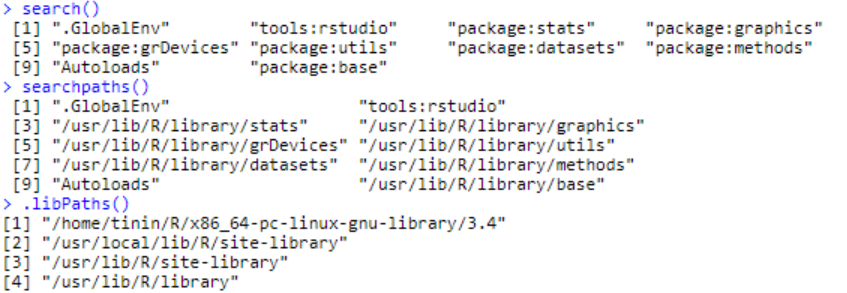 > search()
 [1] ".GlobalEnv"        "tools:rstudio"     "package:stats"     "package:graphics"
 [5] "package:grDevices" "package:utils"     "package:datasets"  "package:methods"
 [9] "Autoloads"         "package:base"
> searchpaths()
 [1] ".GlobalEnv"                   "tools:rstudio"
 [3] "/usr/lib/R/library/stats"     "/usr/lib/R/library/graphics"
 [5] "/usr/lib/R/library/grDevices" "/usr/lib/R/library/utils"
 [7] "/usr/lib/R/library/datasets"  "/usr/lib/R/library/methods"
 [9] "Autoloads"                    "/usr/lib/R/library/base"
> .libPaths()
[1] "/home/tinin/R/x86_64-pc-linux-gnu-library/3.4"
[2] "/usr/local/lib/R/site-library"
[3] "/usr/lib/R/site-library"
[4] "/usr/lib/R/library"